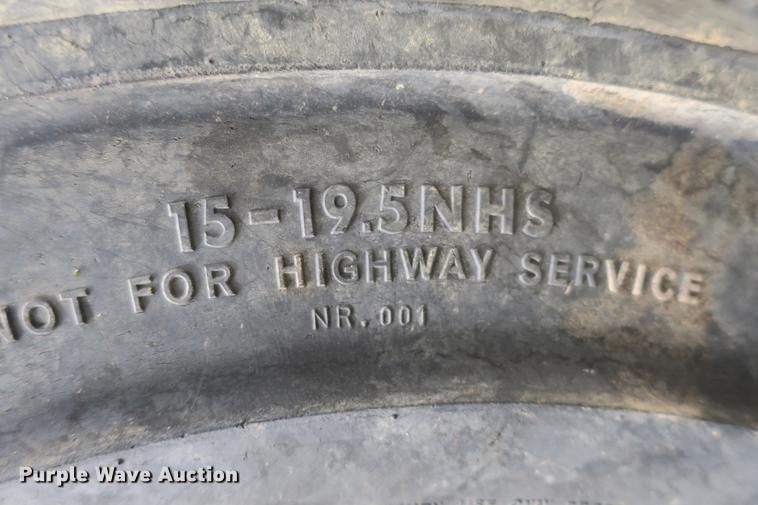 15-19.5NHS
NOT FOR HIGHWAY SERVICE
NR. 001
Purple Wave Auction